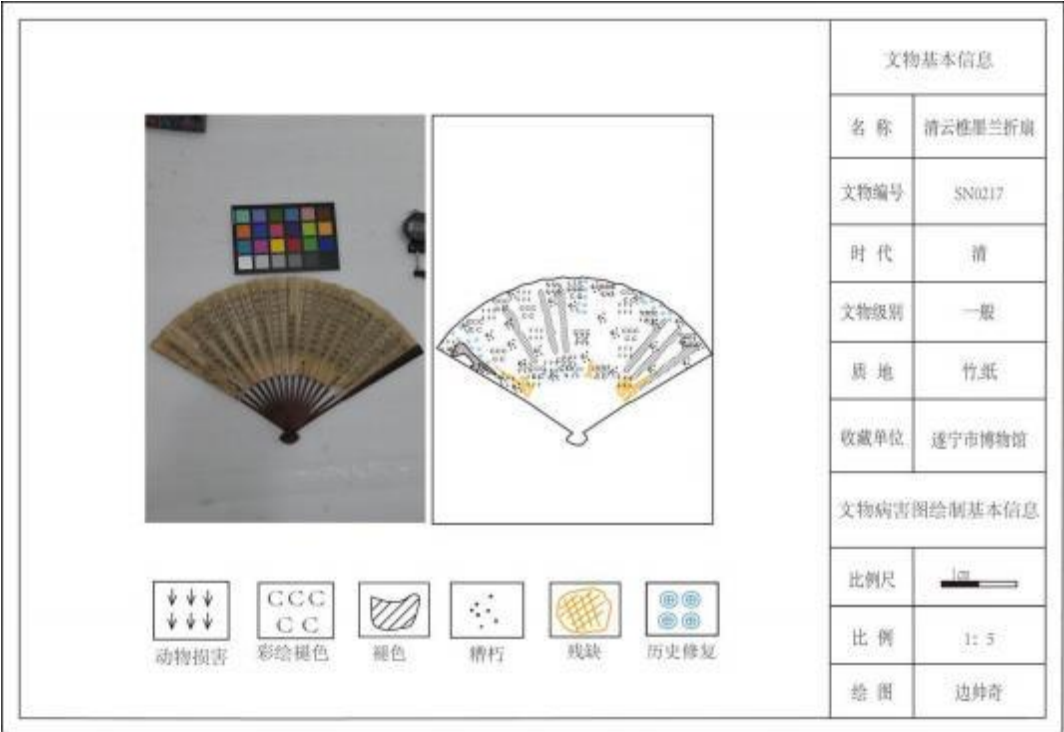 文物基本信息
名 称 清云樵墨兰折扇
文物编号 SN0217
时 代 清
文物级别 一般
质 地 竹,纸
收藏单位 遂宁市博物馆
文物病害图绘制基本信息
比例尺 1cm
比 例 1: 5
绘 图 边帅奇
动物损害 彩绘褪色 褪色 糟朽 残缺 历史修复